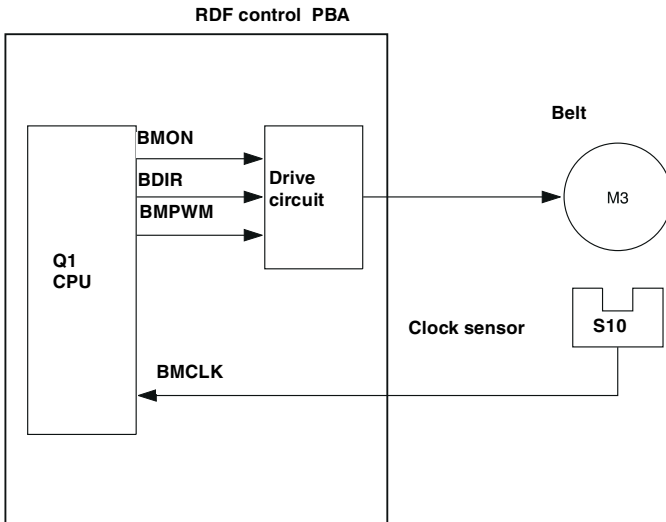 RDF control PBA
Belt
BMON
BDIR
BMPWM
Drive
circuit
M3
Q1
CPU
Clock sensor
S10
BMCLK